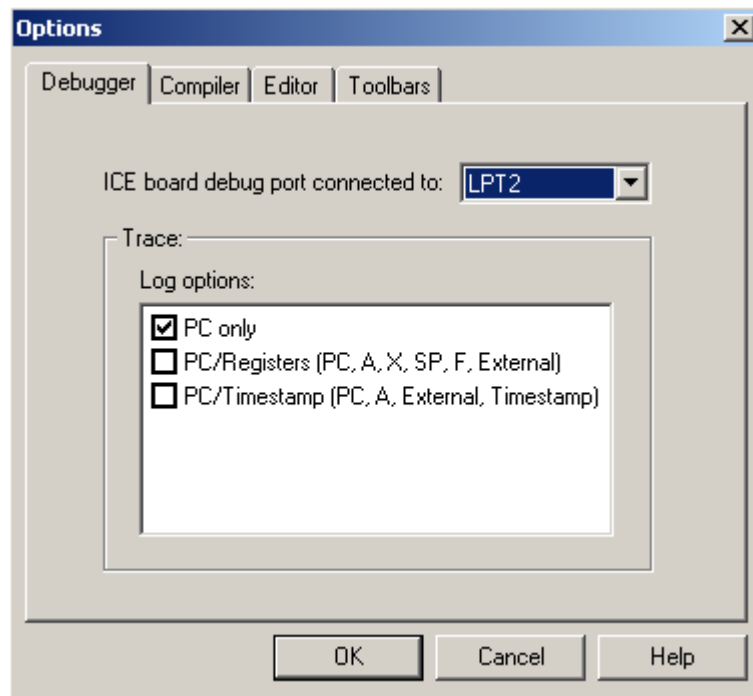 Options
Debugger Compiler Editor Toolbars
ICE board debug port connected to: LPT2
Trace:
Log options:
PC only
PC/Registers (PC, A, X, SP, F, External)
PC/Timestamp (PC, A, External, Timestamp)
OK Cancel Help